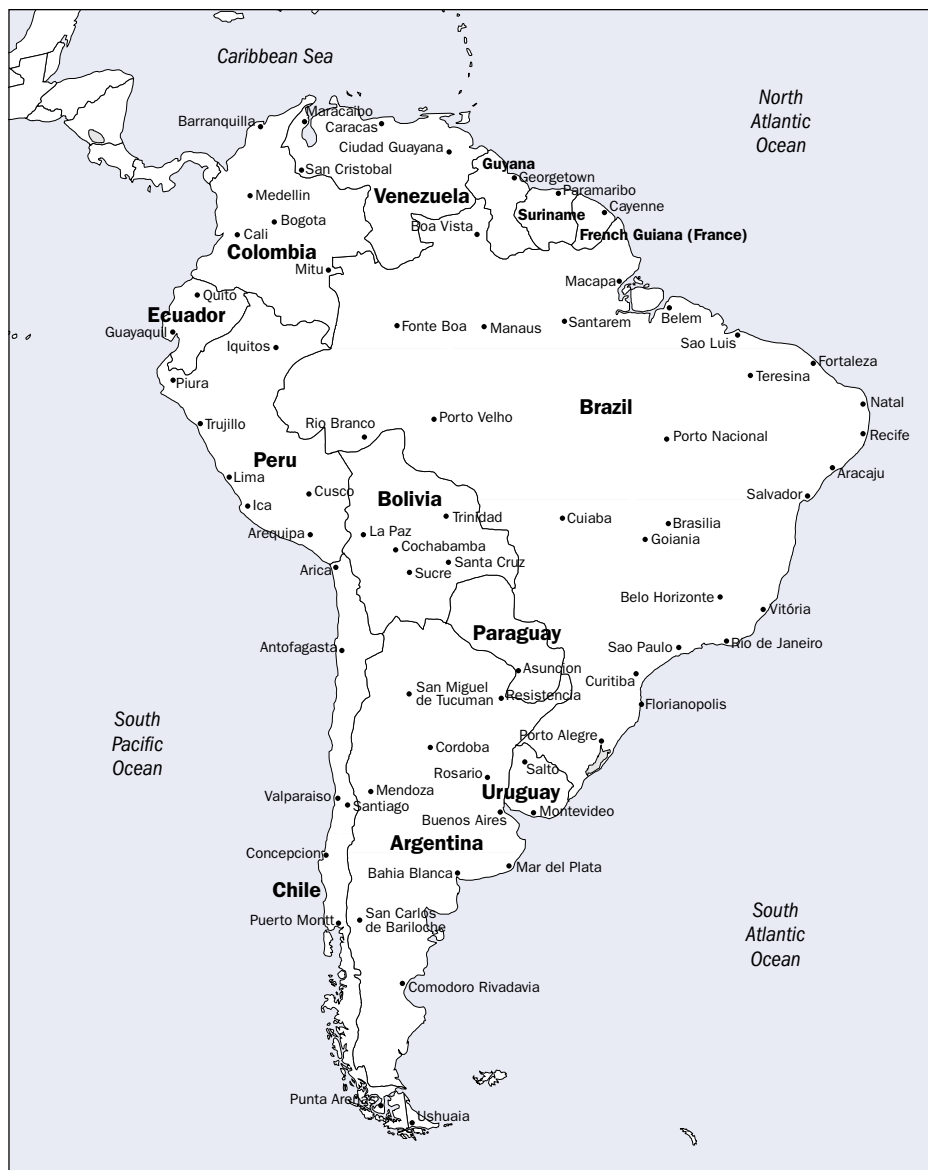 Caribbean Sea
North
Atlantic
Ocean
Barranquilla
Maracaibo
Caracas
Ciudad Guayana
San Cristobal
Guyana
Georgetown
Medellin
Venezuela
Paramaribo
Cayenne
Suriname
Bogota
Cali
Boa Vista
French Guiana (France)
Colombia
Mitu
Macapa
Quito
Ecuador
Guayaquil
Fonte Boa
Manaus
Santarem
Belem
Iquitos
Sao Luis
Fortaleza
Piura
Teresina
Brazil
Natal
Trujillo
Rio Branco
Porto Velho
Porto Nacional
Recife
Peru
Aracaju
Lima
Cusco
Bolivia
Salvador
Ica
Trinidad
Cuiaba
Brasilia
Arequipa
La Paz
Goiania
Cochabamba
Santa Cruz
Arica
Sucre
Belo Horizonte
Vitória
Paraguay
Antofagasta
Sao Paulo
Rio de Janeiro
Asuncion
Curitiba
San Miguel
de Tucuman
Resistencia
Florianopolis
South
Pacific
Ocean
Porto Alegre
Cordoba
Salto
Rosario
Mendoza
Uruguay
Valparaiso
Santiago
Buenos Aires
Montevideo
Argentina
Concepcion
Mar del Plata
Bahia Blanca
Chile
Puerto Montt
San Carlos
de Bariloche
South
Atlantic
Ocean
Comodoro Rivadavia
Punta Arenas
Ushuaia